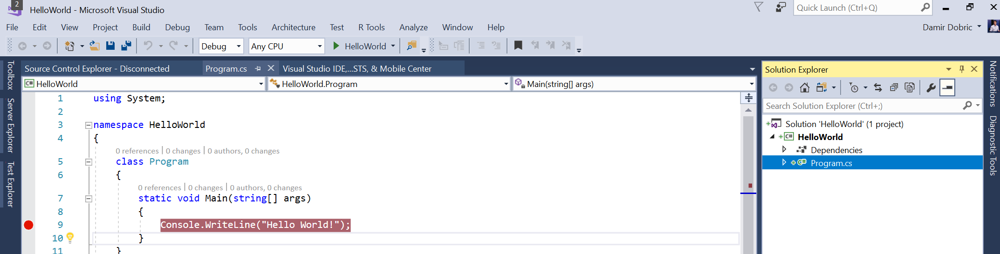 2
HelloWorld - Microsoft Visual Studio
Quick Launch (Ctrl+Q)
File Edit View Project Build Debug Team Tools Architecture Test R Tools Analyze Window Help
Damir Dobric
Debug Any CPU HelloWorld
Toolbox
Server Explorer
Test Explorer
Source Control Explorer - Disconnected Program.cs Visual Studio IDE,...STS, & Mobile Center
C# HelloWorld HelloWorld.Program Main(string[] args)
1 using System;
2
3 namespace HelloWorld
4 {
0 references | 0 changes | 0 authors, 0 changes
5 class Program
6 {
0 references | 0 changes | 0 authors, 0 changes
7 static void Main(string[] args)
8 {
9 Console.WriteLine("Hello World!");
10 }
11 }
Solution Explorer
Search Solution Explorer (Ctrl+;)
Solution 'HelloWorld' (1 project)
C# HelloWorld
Dependencies
C# Program.cs
Notifications
Diagnostic Tools